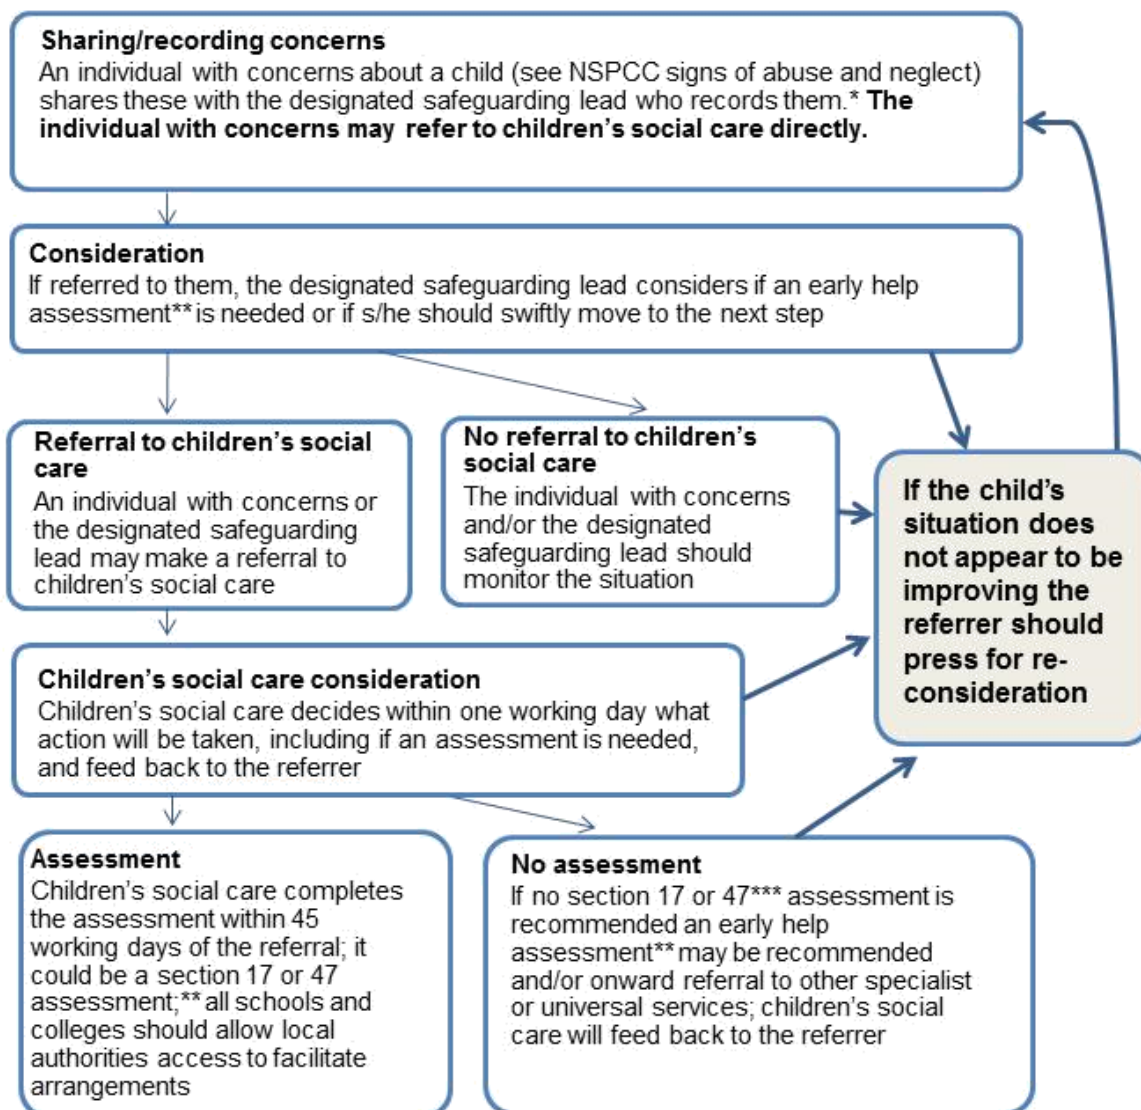 Sharing/recording concerns
An individual with concerns about a child (see NSPCC signs of abuse and neglect)
shares these with the designated safeguarding lead who records them.* The
individual with concerns may refer to children's social care directly.
Consideration
If referred to them, the designated safeguarding lead considers if an early help
assessment** is needed or if s/he should swiftly move to the next step
Referral to children's social
care
An individual with concerns or
the designated safeguarding
lead may make a referral to
children's social care
No referral to children's
social care
The individual with concerns
and/or the designated
safeguarding lead should
monitor the situation
If the child's
situation does
not appear to be
improving the
referrer should
press for re-
consideration
Children's social care consideration
Children's social care decides within one working day what
action will be taken, including if an assessment is needed,
and feed back to the referrer
Assessment
Children's social care completes
the assessment within 45
working days of the referral; it
could be a section 17 or 47
assessment;** all schools and
colleges should allow local
authorities access to facilitate
arrangements
No assessment
If no section 17 or 47*** assessment is
recommended an early help
assessment** may be recommended
and/or onward referral to other specialist
or universal services; children's social
care will feed back to the referrer